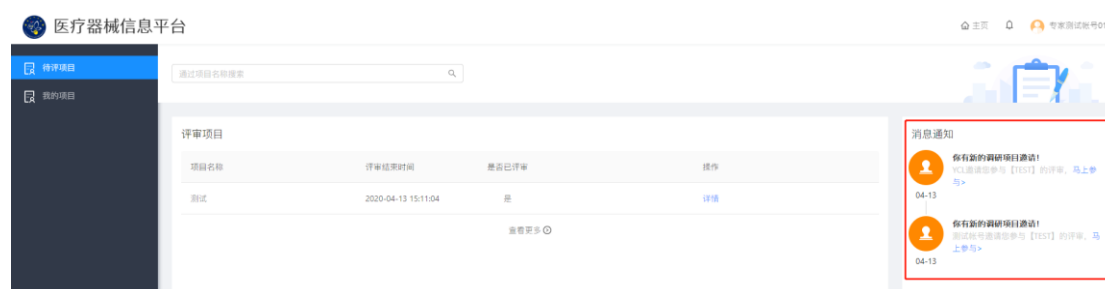 医疗器械信息平台
主页
专家测试帐号01
待评项目
我的项目
通过项目名称搜索
评审项目
项目名称 评审结束时间 是否已评审 操作
测试 2020-04-13 15:11:04 是 详情
查看更多
消息通知
你有新的调研项目邀请!
YCL邀请您参与【TEST】的评审，马上参
与>
04-13
你有新的调研项目邀请!
测试帐号邀请您参与【TEST】的评审，马
上参与>
04-13